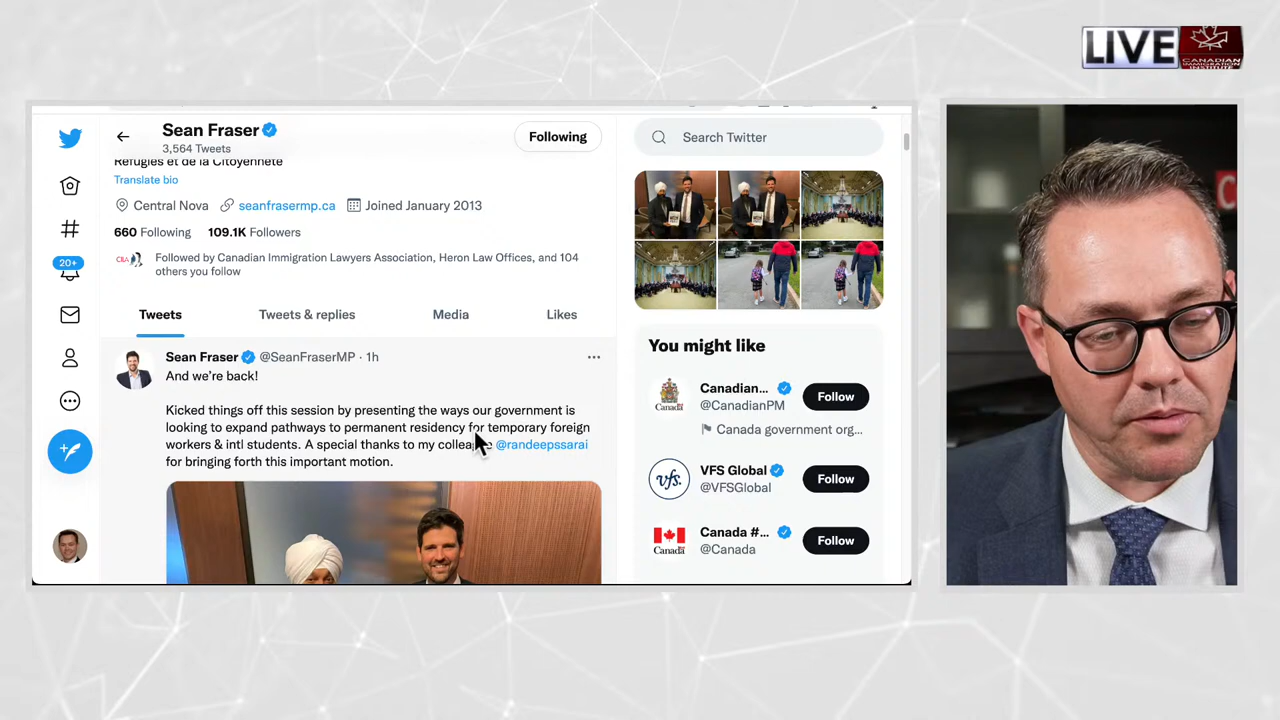 LIVE
CANADIAN
IMMIGRATION
INSTITUTE
Sean Fraser
3,564 Tweets
Following
Search Twitter
Réfugiés et de la Citoyenneté
Translate bio
Central Nova
seanfrasermp.ca
Joined January 2013
660 Following
109.1K Followers
Followed by Canadian Immigration Lawyers Association, Heron Law Offices, and 104
others you follow
20+
Tweets
Tweets & replies
Media
Likes
Sean Fraser @SeanFraserMP · 1h
And we're back!
Kicked things off this session by presenting the ways our government is
looking to expand pathways to permanent residency for temporary foreign
workers & intl students. A special thanks to my colleague @randeepssarai
for bringing forth this important motion.
You might like
Canadian...
@CanadianPM
Follow
Canada government org...
vfs.
VFS Global
@VFSGlobal
Follow
Canada
Canada #...
@Canada
Follow